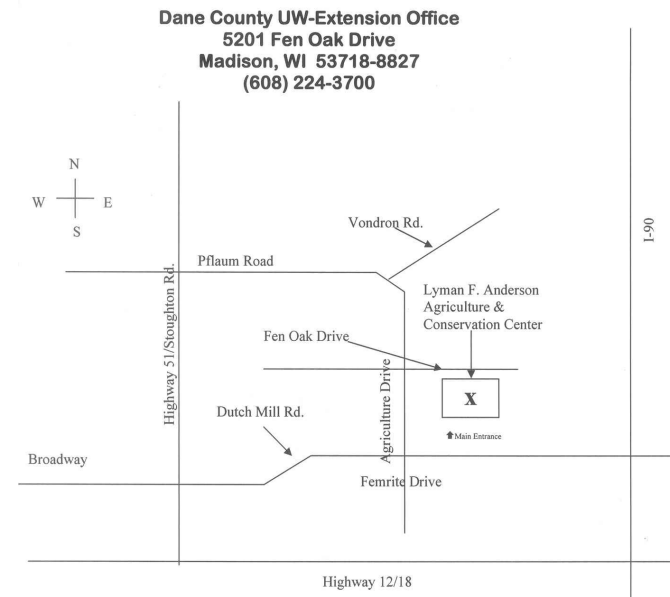 Dane County UW-Extension Office
5201 Fen Oak Drive
Madison, WI 53718-8827
(608) 224-3700
N
W
E
S
Vondron Rd.
I-90
Pflaum Road
Highway 51/Stoughton Rd.
Lyman F. Anderson
Agriculture &
Conservation Center
Fen Oak Drive
Agriculture Drive
X
Dutch Mill Rd.
Main Entrance
Broadway
Femrite Drive
Highway 12/18